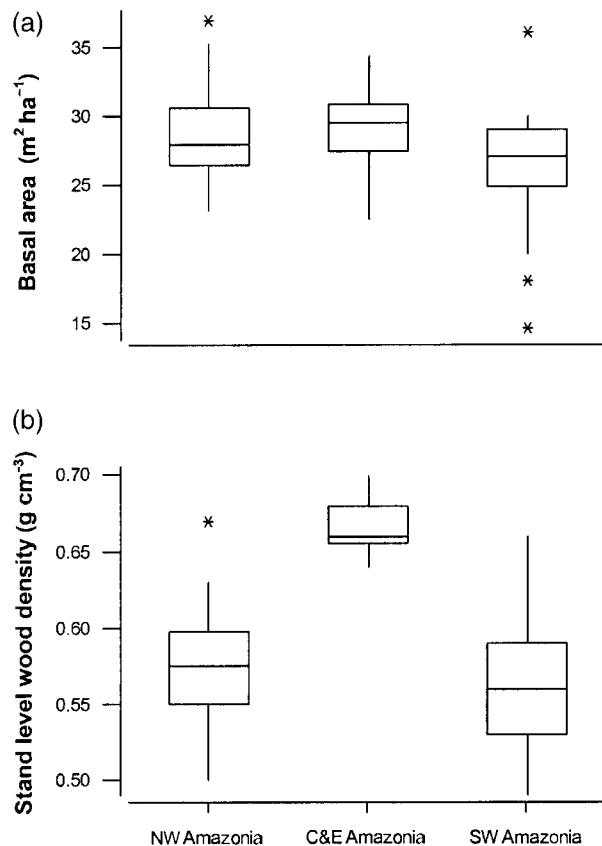 (a)
Basal area (m² ha⁻¹)
35
30
25
20
15
(b)
Stand level wood density (g cm⁻³)
0.70
0.65
0.60
0.55
0.50
NW Amazonia
C&E Amazonia
SW Amazonia